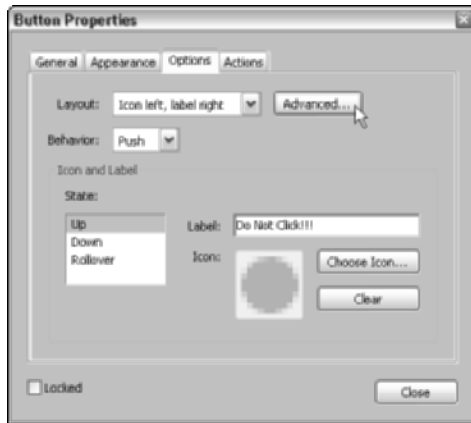 Button Properties
General Appearance Options Actions
Layout: Icon left, label right Advanced...
Behavior: Push
Icon and Label
State:
Up
Down
Rollover
Label: Do Not Click!!!
Icon: Choose Icon...
Clear
Locked
Close